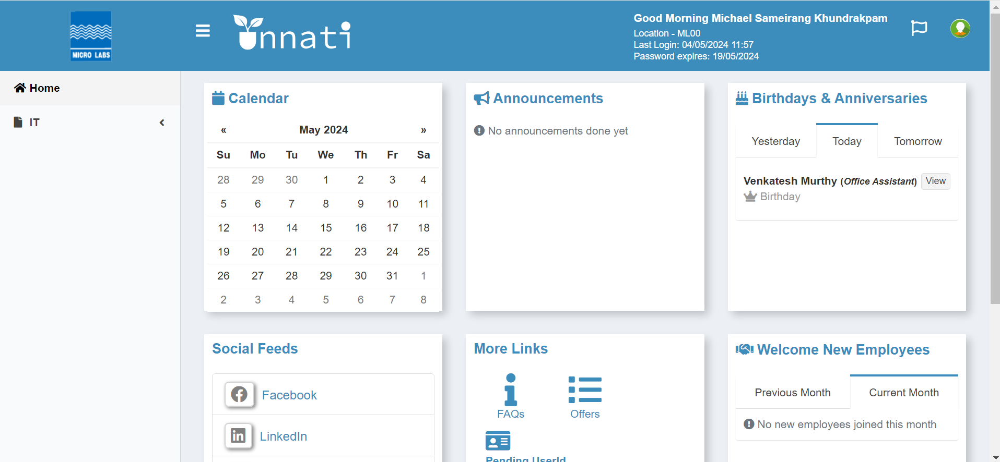 MICRO LABS
unnati
Good Morning Michael Sameirang Khundrakpam
Location - ML00
Last Login: 04/05/2024 11:57
Password expires: 19/05/2024
Home
IT
Calendar
« May 2024 »
Su Mo Tu We Th Fr Sa
28 29 30 1 2 3 4
5 6 7 8 9 10 11
12 13 14 15 16 17 18
19 20 21 22 23 24 25
26 27 28 29 30 31 1
2 3 4 5 6 7 8
Announcements
No announcements done yet
Birthdays & Anniversaries
Yesterday Today Tomorrow
Venkatesh Murthy (Office Assistant) View
Birthday
Social Feeds
Facebook
LinkedIn
More Links
FAQs Offers
Pending UserId
Welcome New Employees
Previous Month Current Month
No new employees joined this month